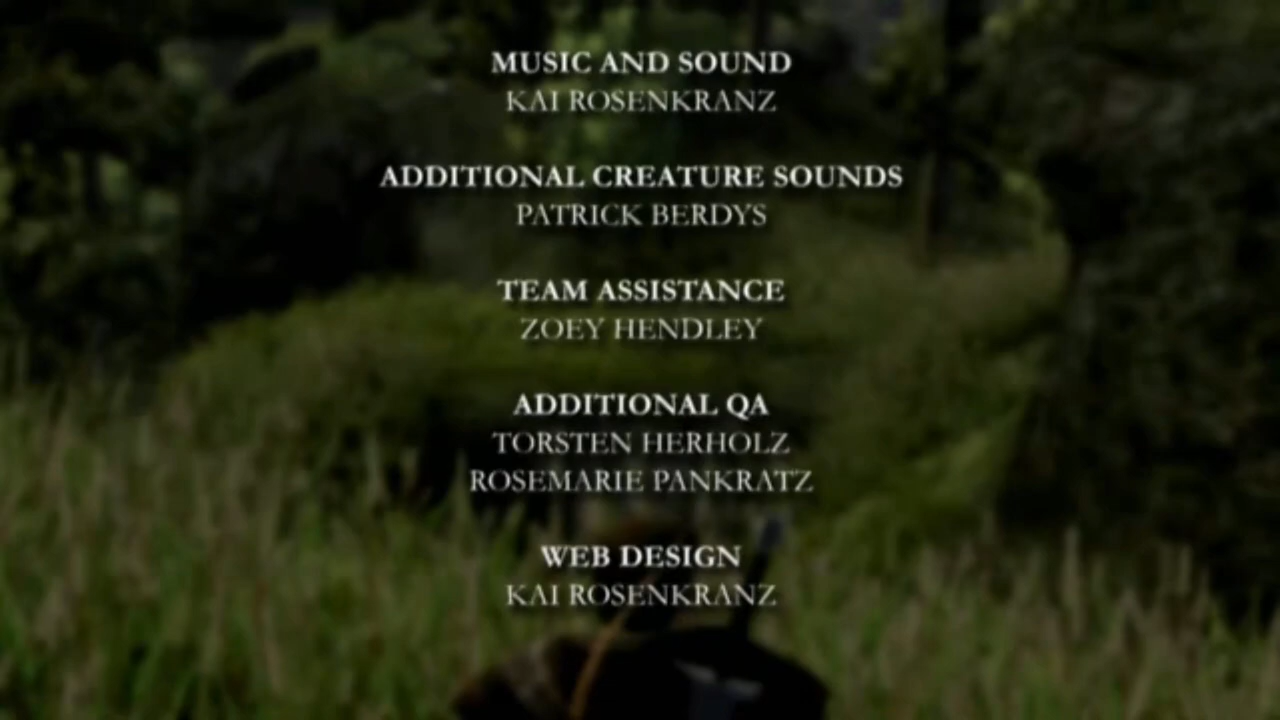 MUSIC AND SOUND
KAI ROSENKRANZ
ADDITIONAL CREATURE SOUNDS
PATRICK BERDYS
TEAM ASSISTANCE
ZOEY HENDLEY
ADDITIONAL QA
TORSTEN HERHOLZ
ROSEMARIE PANKRATZ
WEB DESIGN
KAI ROSENKRANZ